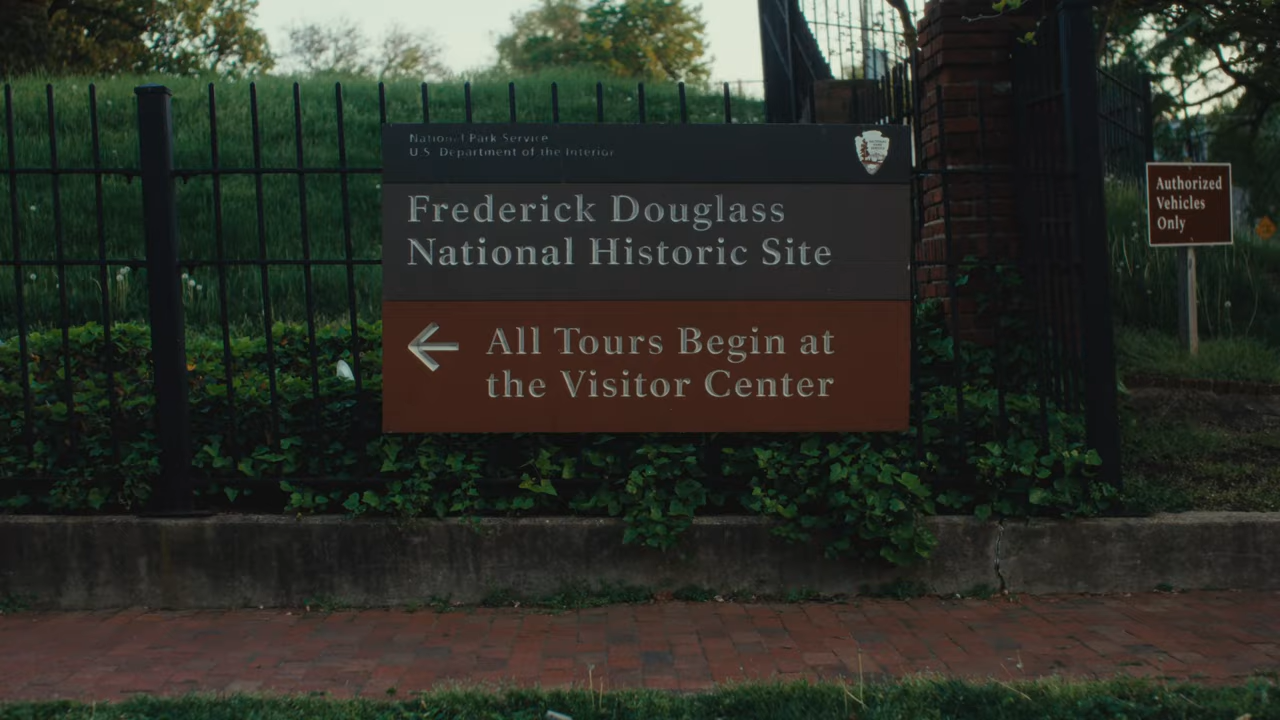 National Park Service
U.S. Department of the Interior
Frederick Douglass
National Historic Site
← All Tours Begin at
the Visitor Center
Authorized
Vehicles
Only